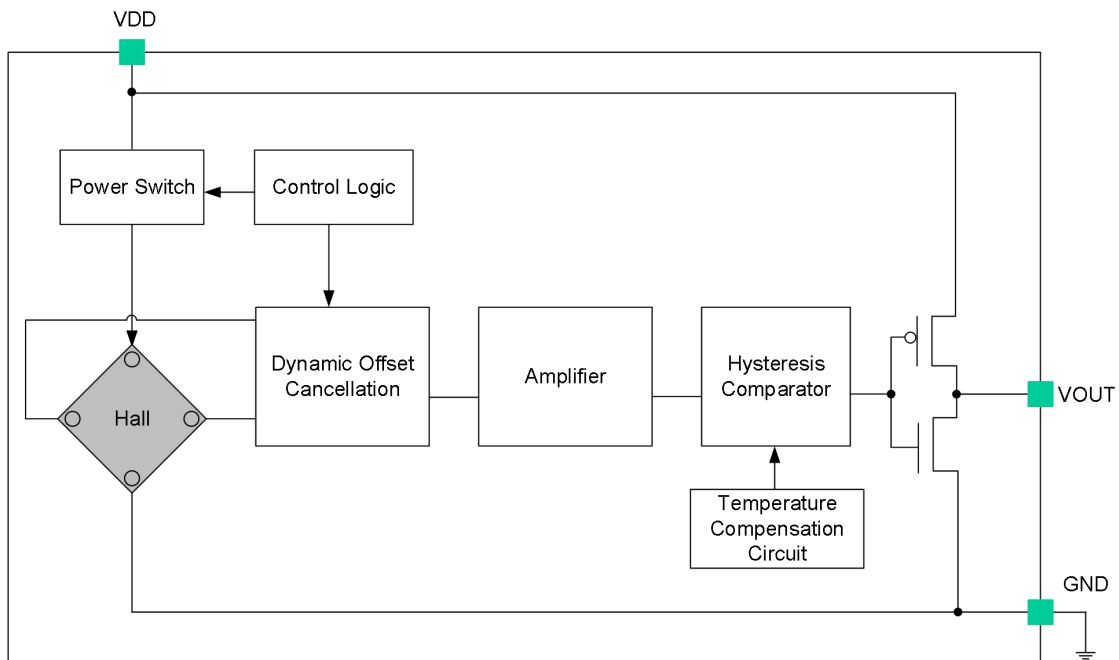 VDD
Power Switch
Control Logic
Dynamic Offset
Cancellation
Amplifier
Hysteresis
Comparator
VOUT
Hall
Temperature
Compensation
Circuit
GND